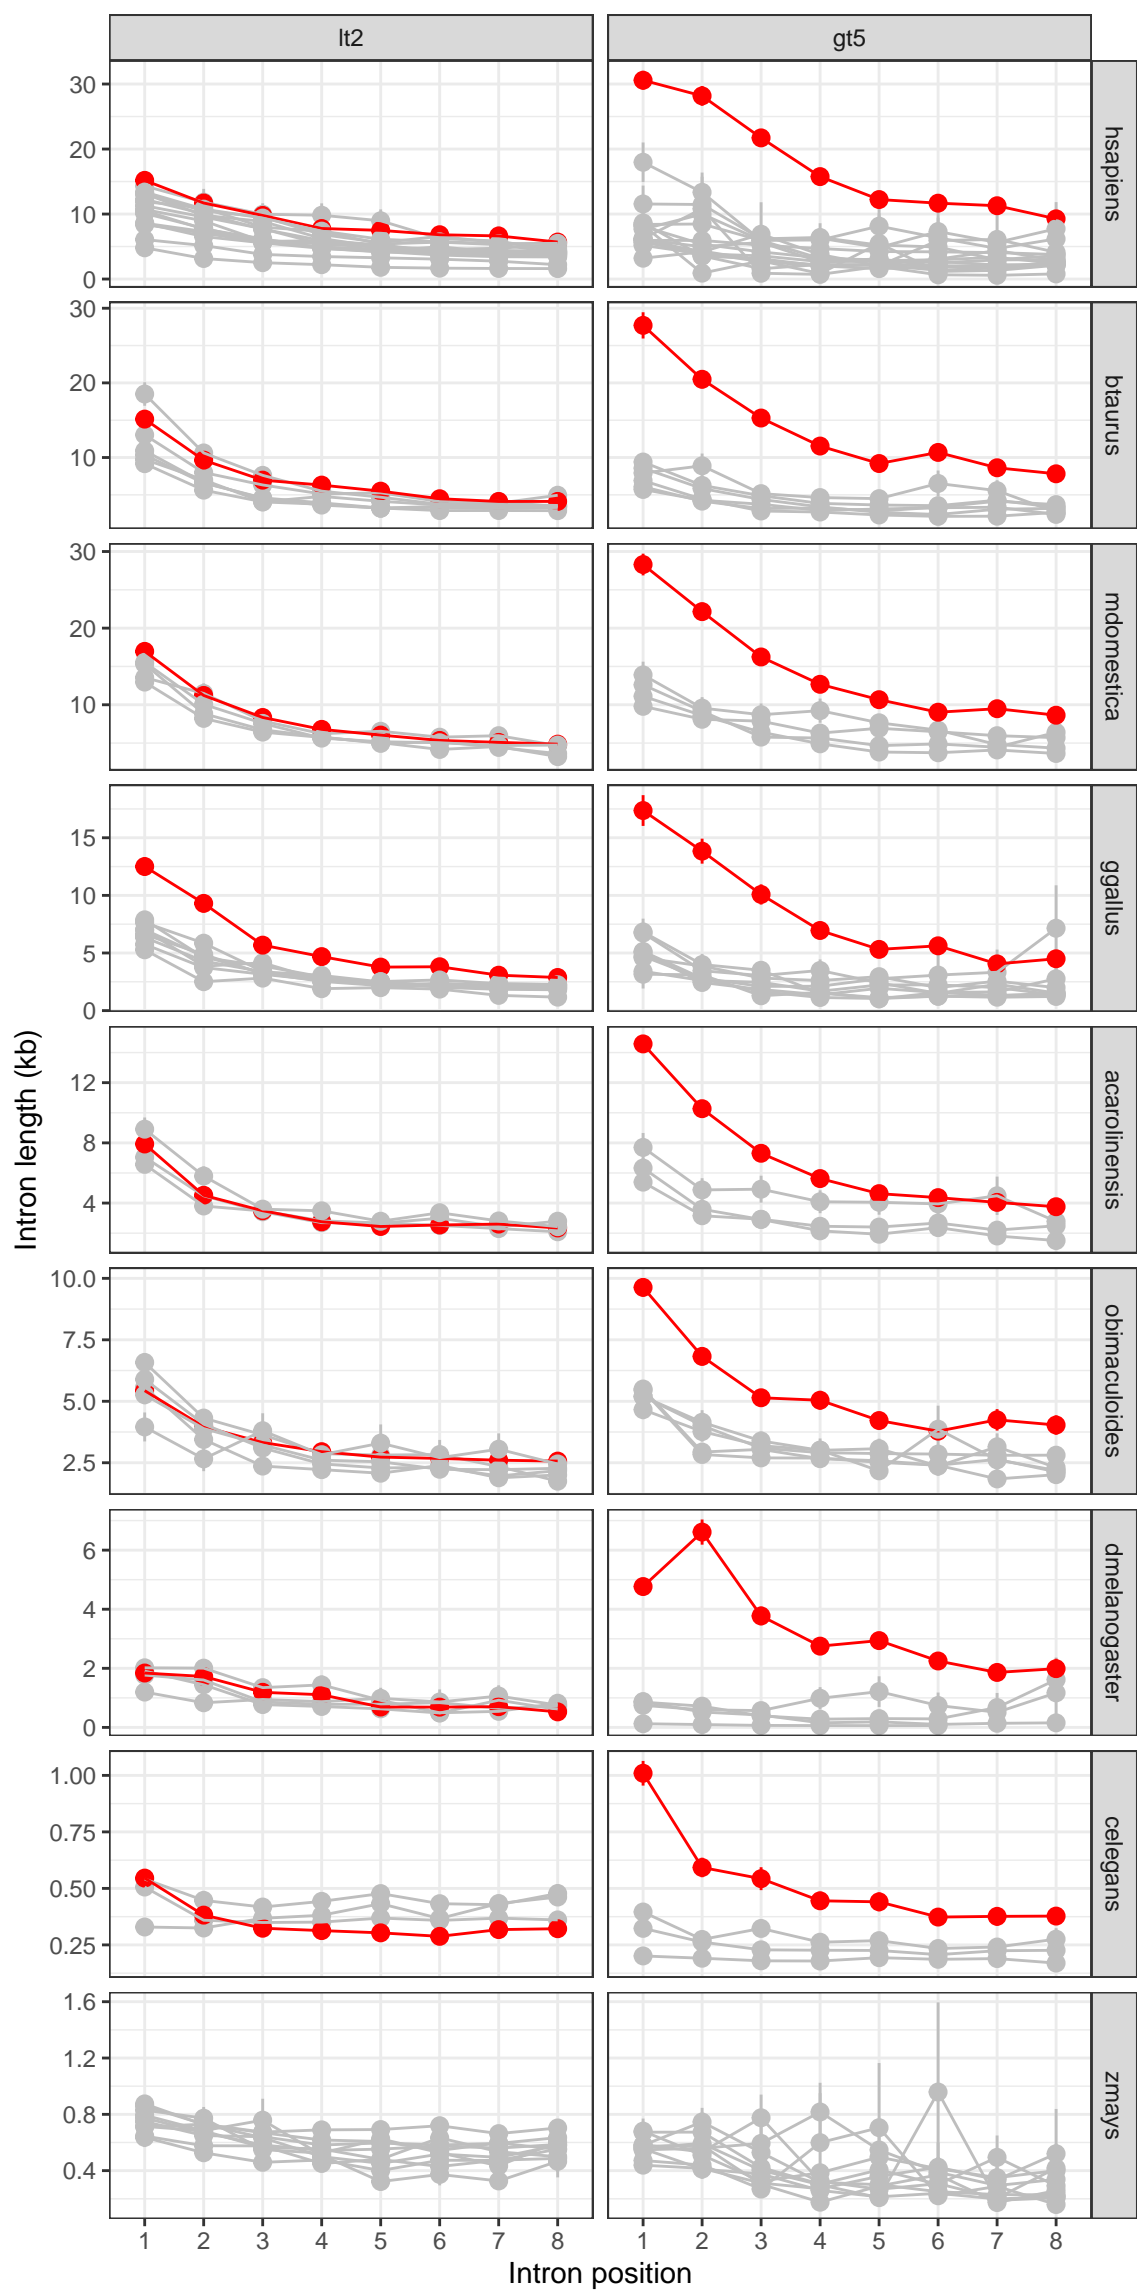 lt2 gt5
30
20
10
0
hsapiens
30
20
10
btaurus
30
20
10
mdomestica
15
10
5
0
ggallus
12
8
4
acarolinensis
10.0
7.5
5.0
2.5
obimaculoides
6
4
2
0
dmelanogaster
1.00
0.75
0.50
0.25
celegans
1.6
1.2
0.8
0.4
zmays
Intron length (kb)
1 2 3 4 5 6 7 8 1 2 3 4 5 6 7 8
Intron position